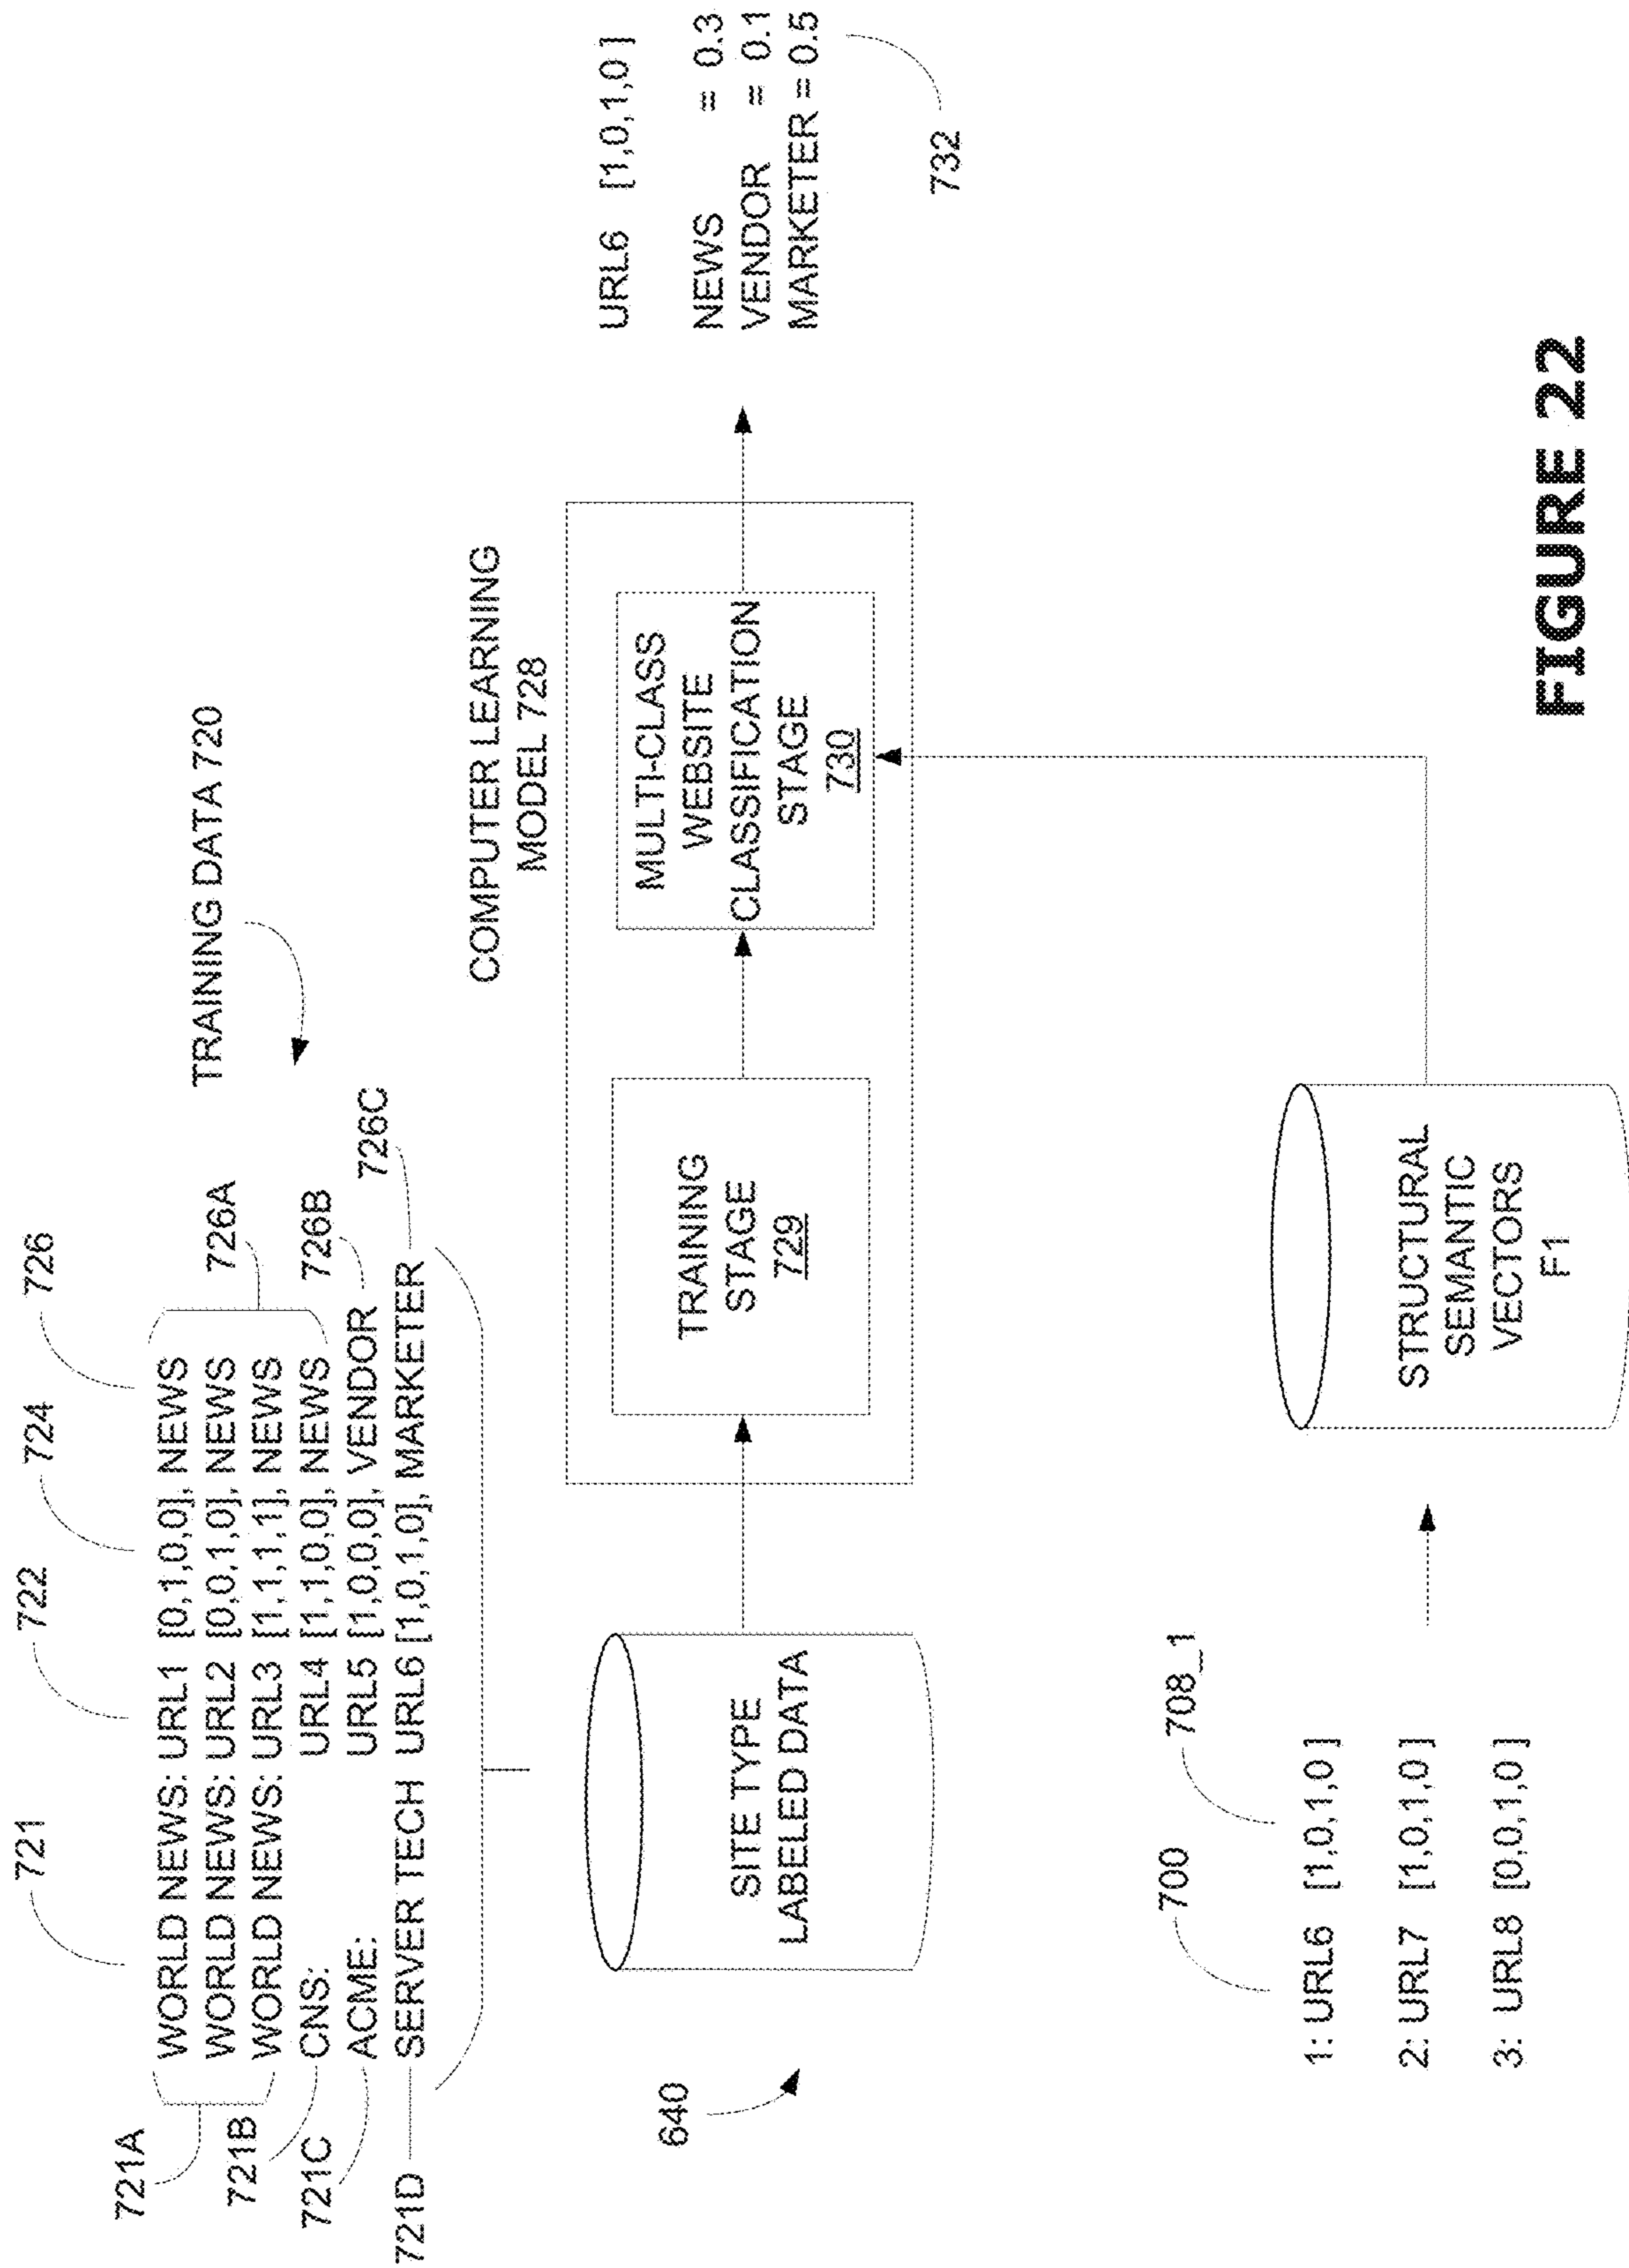 721
722
724
726
TRAINING DATA 720
721A
WORLD NEWS: URL1 [0,1,0,0], NEWS
WORLD NEWS: URL2 [0,0,1,0], NEWS
WORLD NEWS: URL3 [1,1,1,1], NEWS
726A
721B
CNS: URL4 [1,1,0,0], NEWS
726B
721C
ACME: URL5 [1,0,0,0], VENDOR
726C
721D
SERVER TECH URL6 [1,0,1,0], MARKETER
COMPUTER LEARNING
MODEL 728
640
SITE TYPE
LABELED DATA
TRAINING
STAGE
729
MULTI-CLASS
WEBSITE
CLASSIFICATION
STAGE
730
URL6 [1,0,1,0 ]
NEWS = 0.3
VENDOR = 0.1
MARKETER = 0.5
732
700
708_1
1: URL6 [1,0,1,0 ]
2: URL7 [1,0,1,0 ]
3: URL8 [0,0,1,0 ]
STRUCTURAL
SEMANTIC
VECTORS
F1
FIGURE 22